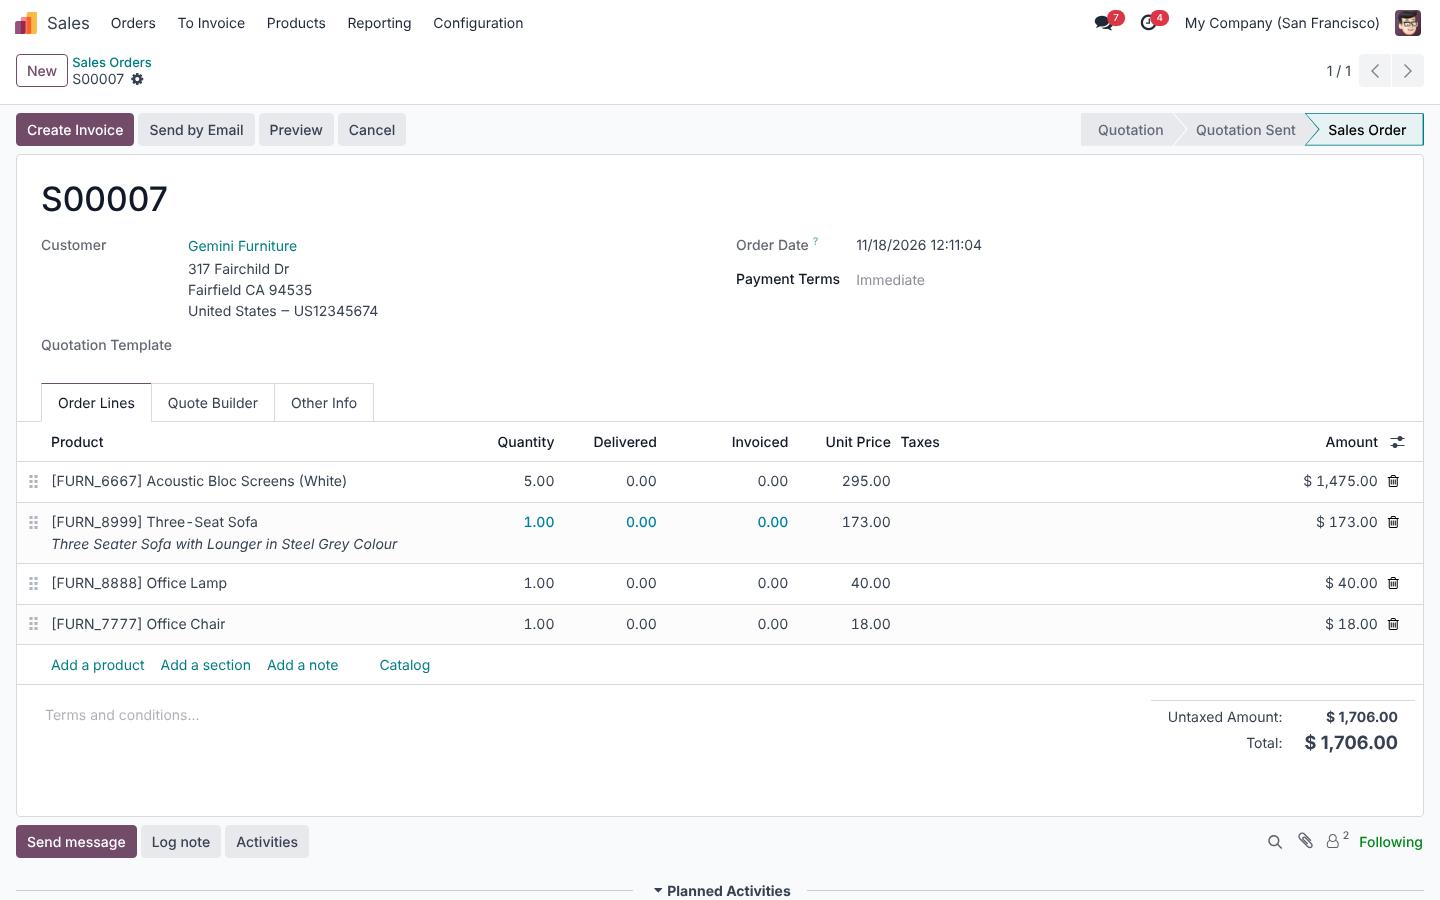 Sales Orders To Invoice Products Reporting Configuration 7 4 My Company (San Francisco)
New Sales Orders
S00007 1 / 1
Create Invoice Send by Email Preview Cancel Quotation Quotation Sent Sales Order
S00007
Customer Gemini Furniture Order Date ? 11/18/2026 12:11:04
317 Fairchild Dr
Fairfield CA 94535 Payment Terms Immediate
United States – US12345674
Quotation Template
Order Lines Quote Builder Other Info
Product Quantity Delivered Invoiced Unit Price Taxes Amount
[FURN_6667] Acoustic Bloc Screens (White) 5.00 0.00 0.00 295.00 $ 1,475.00
[FURN_8999] Three-Seat Sofa 1.00 0.00 0.00 173.00 $ 173.00
Three Seater Sofa with Lounger in Steel Grey Colour
[FURN_8888] Office Lamp 1.00 0.00 0.00 40.00 $ 40.00
[FURN_7777] Office Chair 1.00 0.00 0.00 18.00 $ 18.00
Add a product Add a section Add a note Catalog
Terms and conditions... Untaxed Amount: $ 1,706.00
Total: $ 1,706.00
Send message Log note Activities 2 Following
Planned Activities